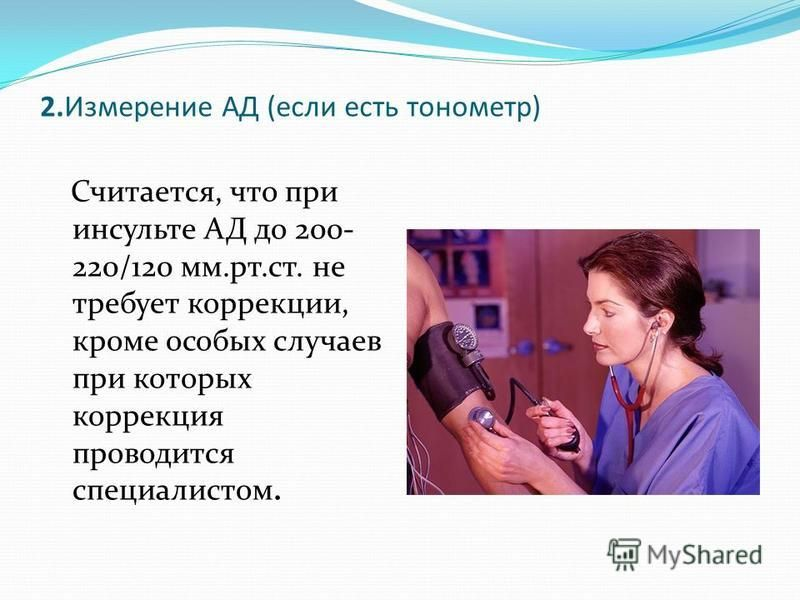 2.Измерение АД (если есть тонометр)
Считается, что при
инсульте АД до 200-
220/120 мм.рт.ст. не
требует коррекции,
кроме особых случаев
при которых
коррекция
проводится
специалистом.
MyShared